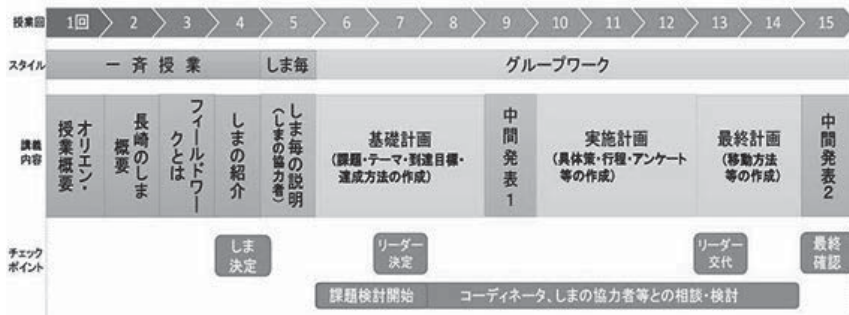 授業回 1回 2 3 4 5 6 7 8 9 10 11 12 13 14 15
スタイル 一斉授業 しま毎 グループワーク
講義
内容
オリエン・
授業概要
長崎のしま
概要
フィールドワー
クとは
しまの紹介
しま毎の説明
(しまの協力者)
基礎計画
(課題・テーマ・到達目標・
達成方法の作成)
中間発表1
実施計画
(具体策・行程・アンケート
等の作成)
最終計画
(移動方法
等の作成)
中間発表2
チェック
ポイント
しま
決定
リーダー
決定
リーダー
交代
最終
確認
課題検討開始 コーディネータ、しまの協力者等との相談・検討